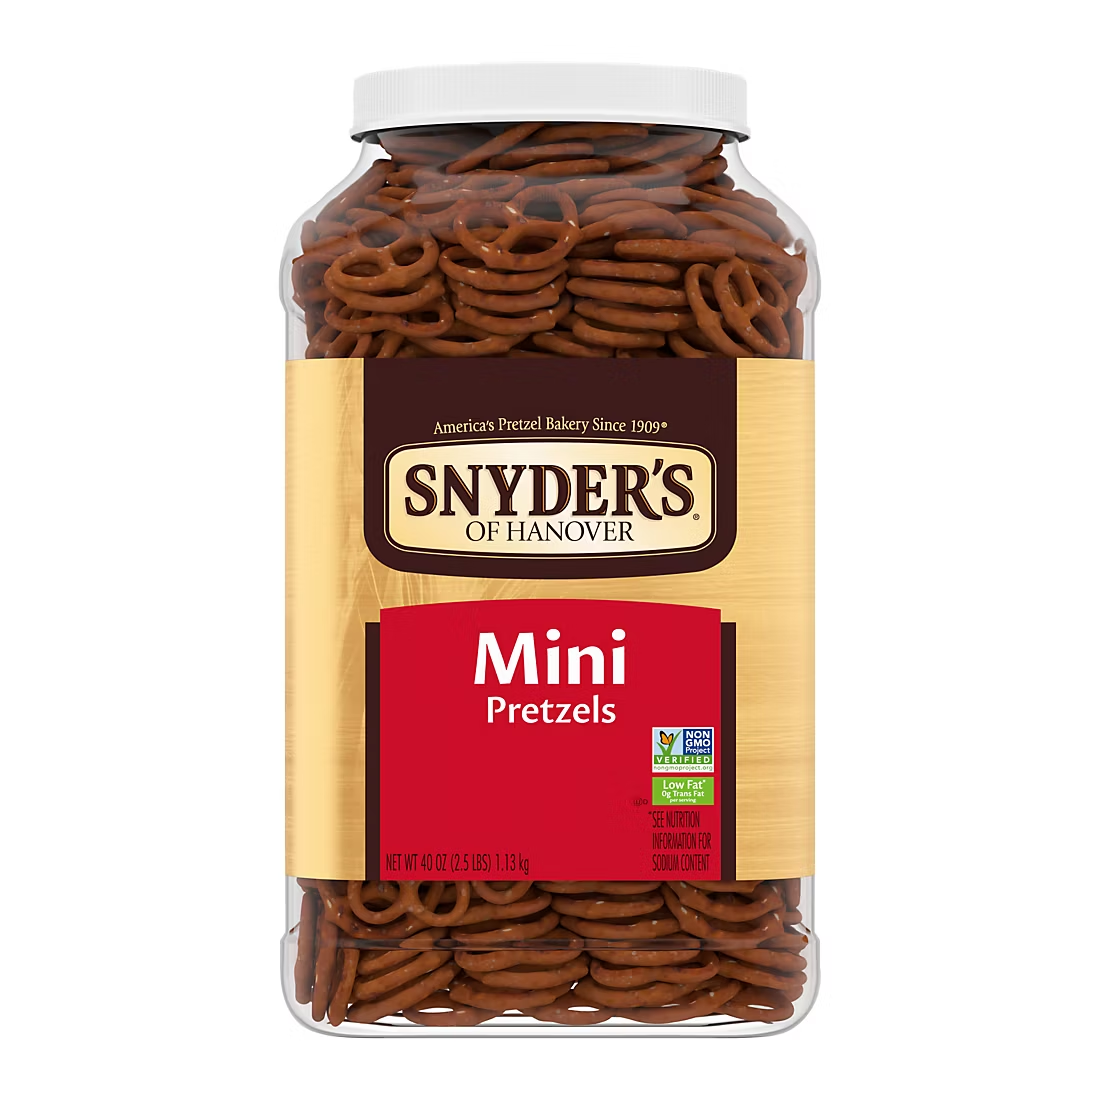 America's Pretzel Bakery Since 1909®
SNYDER'S®
OF HANOVER
Mini
Pretzels
NON
GMO
Project
VERIFIED
nongmoproject.org
Low Fat*
0g Trans Fat
per serving
*SEE NUTRITION
INFORMATION FOR
SODIUM CONTENT
NET WT 40 OZ (2.5 LBS) 1.13 kg